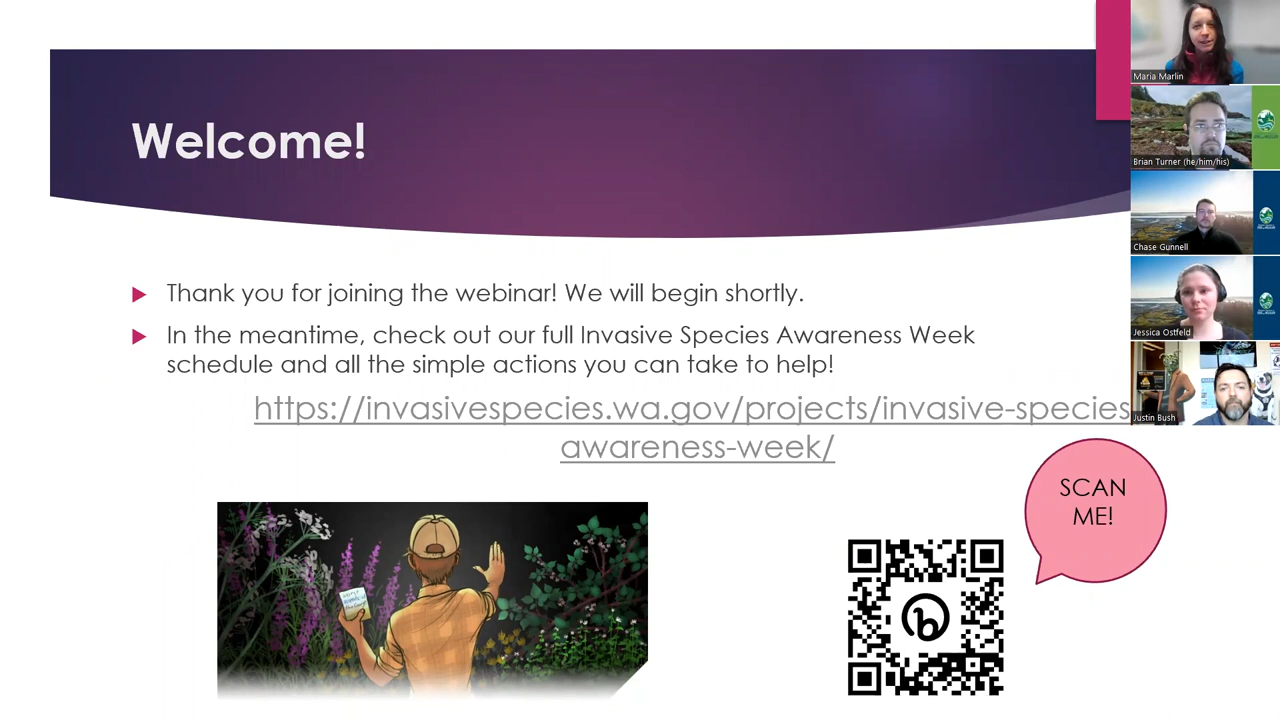 Welcome!
Thank you for joining the webinar! We will begin shortly.
In the meantime, check out our full Invasive Species Awareness Week
schedule and all the simple actions you can take to help!
https://invasivespecies.wa.gov/projects/invasive-species
awareness-week/
SCAN
ME!
Maria Marlin
Brian Turner (he/him/his)
Chase Gunnell
Jessica Ostfeld
Justin Bush